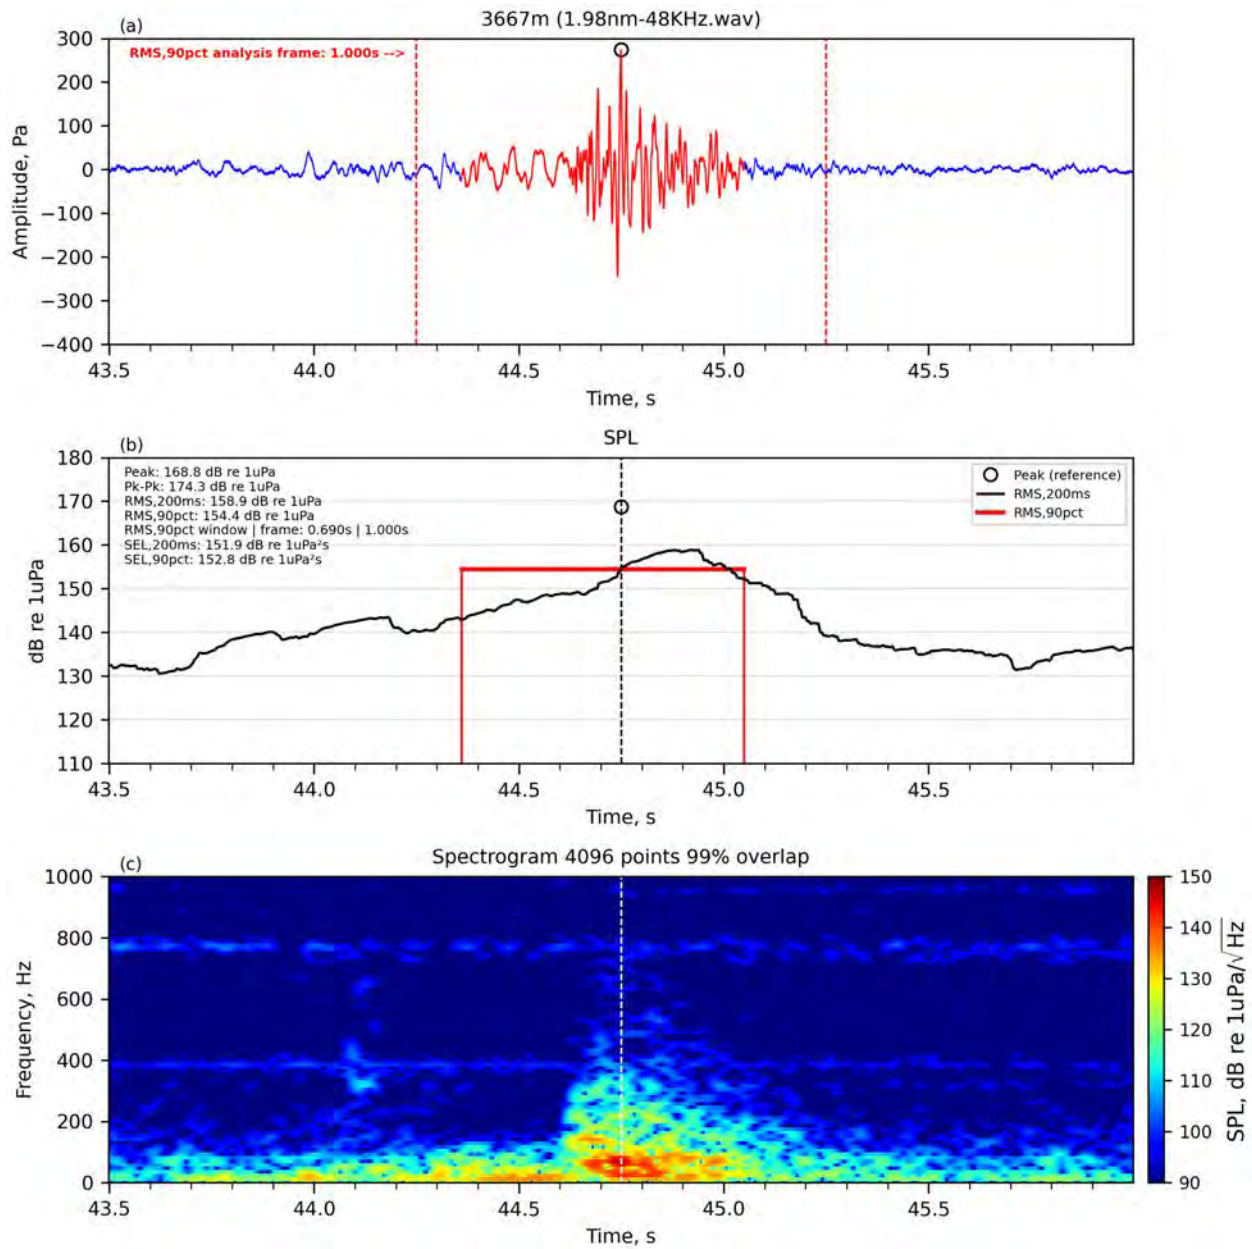 (a)
3667m (1.98nm-48KHz.wav)
RMS,90pct analysis frame: 1.000s -->
300
200
100
0
−100
−200
−300
−400
Amplitude, Pa
43.5 44.0 44.5 45.0 45.5
Time, s
(b)
SPL
Peak: 168.8 dB re 1uPa
Pk-Pk: 174.3 dB re 1uPa
RMS,200ms: 158.9 dB re 1uPa
RMS,90pct: 154.4 dB re 1uPa
RMS,90pct window | frame: 0.690s | 1.000s
SEL,200ms: 151.9 dB re 1uPa²s
SEL,90pct: 152.8 dB re 1uPa²s
Peak (reference)
RMS,200ms
RMS,90pct
180
170
160
150
140
130
120
110
dB re 1uPa
43.5 44.0 44.5 45.0 45.5
Time, s
(c)
Spectrogram 4096 points 99% overlap
1000
800
600
400
200
0
Frequency, Hz
43.5 44.0 44.5 45.0 45.5
Time, s
150
140
130
120
110
100
90
SPL, dB re 1uPa/√Hz